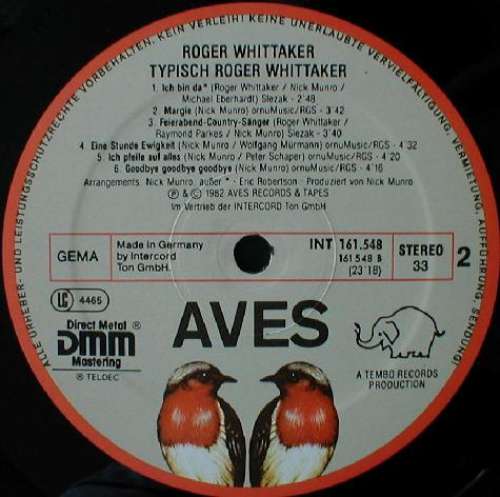 ALLE URHEBER- UND LEISTUNGSSCHUTZRECHTE VORBEHALTEN. KEIN VERLEIH! KEINE UNERLAUBTE VERVIELFÄLTIGUNG, VERMIETUNG, AUFFÜHRUNG, SENDUNG!
ROGER WHITTAKER
TYPISCH ROGER WHITTAKER
1. Ich bin da* (Roger Whittaker / Nick Munro /
Michael Eberhardt) Slezak - 2'48
2. Margie (Nick Munro) ornuMusic/RGS - 3'42
3. Feierabend-Country-Sänger (Roger Whittaker /
Raymond Parkes / Nick Munro) Slezak - 3'40
4. Eine Stunde Ewigkeit (Nick Munro / Wolfgang Mürmann) ornuMusic/RGS - 4'32
5. Ich pfeife auf alles (Nick Munro / Peter Schaper) ornuMusic/RGS - 4'20
6. Goodbye goodbye goodbye (Nick Munro) ornuMusic/RGS - 4'16
Arrangements: Nick Munro, außer * - Eric Robertson - Produziert von Nick Munro
℗ & © 1982 AVES RECORDS & TAPES
Im Vertrieb der INTERCORD Ton GmbH
GEMA
Made in Germany
by Intercord
Ton GmbH.
INT 161.548
161 548 B
(23'18)
STEREO
33
2
LC 4465
Direct Metal ®
DMM
Mastering
® TELDEC
AVES
A TEMBO RECORDS
PRODUCTION